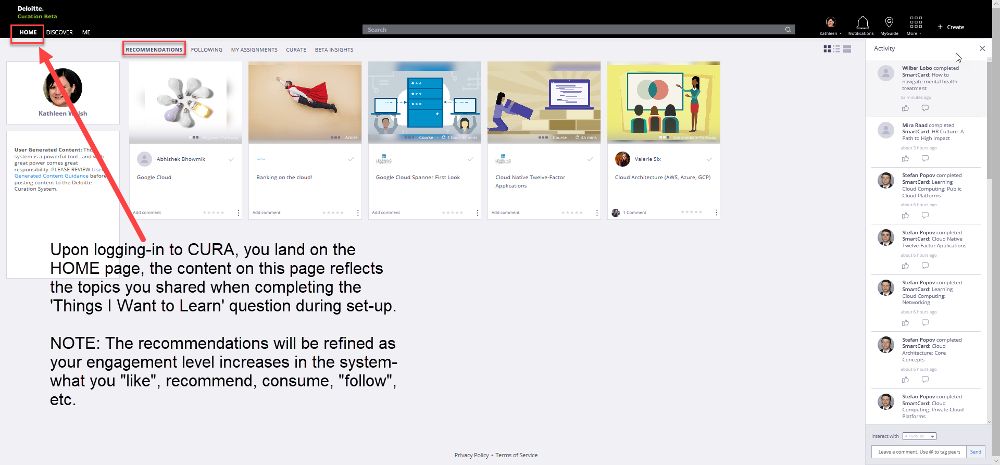 Deloitte.
Curation Beta
HOME DISCOVER ME
Search
Kathleen
Notifications
MyGuide
More
+ Create
RECOMMENDATIONS FOLLOWING MY ASSIGNMENTS CURATE BETA INSIGHTS
Kathleen Walsh
User Generated Content: This
system is a powerful tool...and with
great power comes great
responsibility. PLEASE REVIEW User
Generated Content Guidance before
posting content to the Deloitte
Curation System.
Beginner Pathway
Abhishek Bhowmik
Google Cloud
Add comment
Article
Banking on the cloud!
Add comment
Course · 1 hour 34 mins
in
LEARNING
Google Cloud Spanner First Look
Add comment
Course · 45 mins
in
LEARNING
Cloud Native Twelve-Factor
Applications
Add comment
Intermediate Pathway
Valerie Six
Cloud Architecture (AWS, Azure, GCP)
1 Comment
Upon logging-in to CURA, you land on the
HOME page, the content on this page reflects
the topics you shared when completing the
'Things I Want to Learn' question during set-up.
NOTE: The recommendations will be refined as
your engagement level increases in the system-
what you "like", recommend, consume, "follow",
etc.
Activity
Wilber Lobo completed
SmartCard: How to
navigate mental health
treatment
53 minutes ago
Mira Raad completed
SmartCard: HR Culture: A
Path to High Impact
about 3 hours ago
Stefan Popov completed
SmartCard: Learning
Cloud Computing: Public
Cloud Platforms
about 6 hours ago
Stefan Popov completed
SmartCard: Cloud Native
Twelve-Factor Applications
about 6 hours ago
Stefan Popov completed
SmartCard: Learning
Cloud Computing:
Networking
about 6 hours ago
Stefan Popov completed
SmartCard: Cloud
Architecture: Core
Concepts
about 6 hours ago
Stefan Popov completed
SmartCard: Cloud
Computing: Private Cloud
Platforms
Interact with All Groups
Leave a comment. Use @ to tag peers
Send
Privacy Policy • Terms of Service